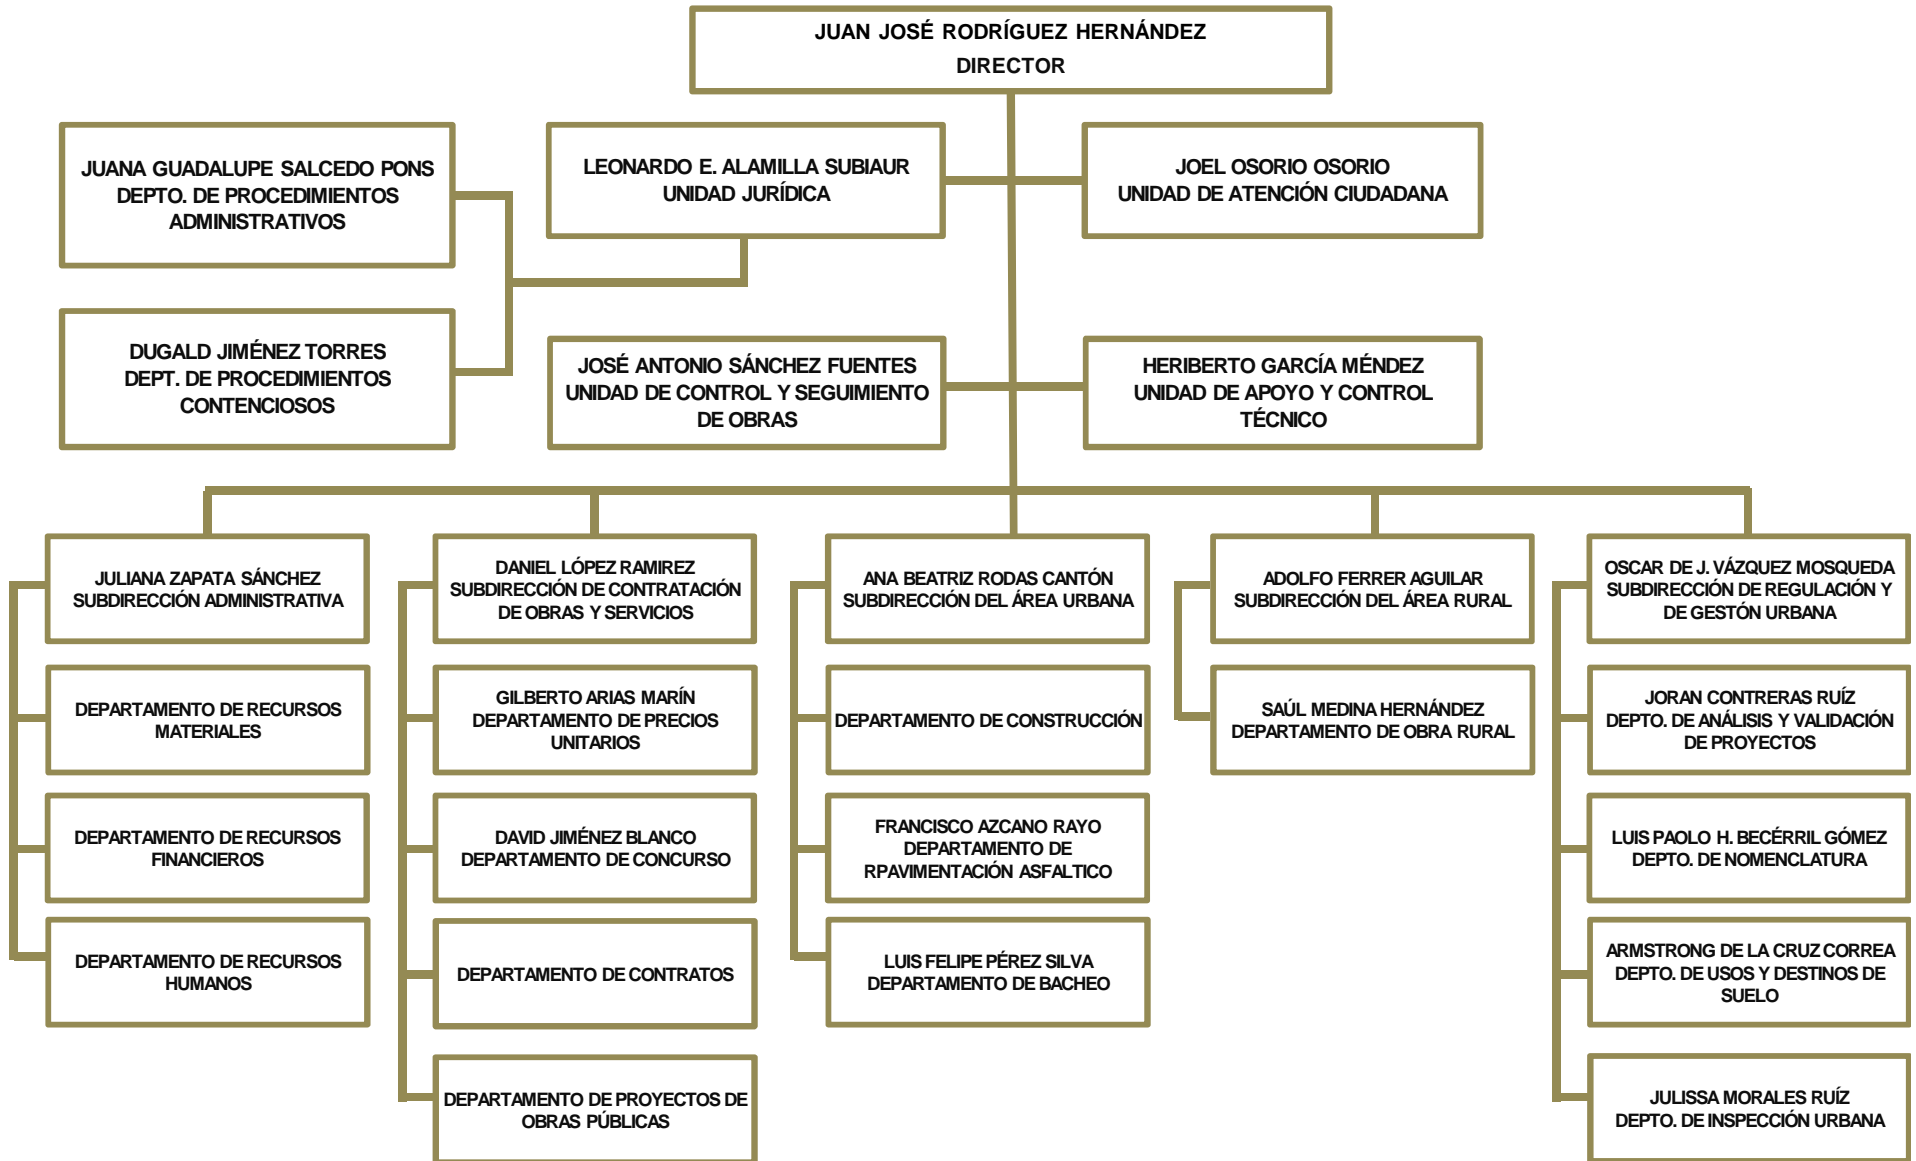 JUAN JOSÉ RODRÍGUEZ HERNÁNDEZ
DIRECTOR
JUANA GUADALUPE SALCEDO PONS
DEPTO. DE PROCEDIMIENTOS
ADMINISTRATIVOS
LEONARDO E. ALAMILLA SUBIAUR
UNIDAD JURÍDICA
JOEL OSORIO OSORIO
UNIDAD DE ATENCIÓN CIUDADANA
DUGALD JIMÉNEZ TORRES
DEPT. DE PROCEDIMIENTOS
CONTENCIOSOS
JOSÉ ANTONIO SÁNCHEZ FUENTES
UNIDAD DE CONTROL Y SEGUIMIENTO
DE OBRAS
HERIBERTO GARCÍA MÉNDEZ
UNIDAD DE APOYO Y CONTROL
TÉCNICO
JULIANA ZAPATA SÁNCHEZ
SUBDIRECCIÓN ADMINISTRATIVA
DEPARTAMENTO DE RECURSOS
MATERIALES
DEPARTAMENTO DE RECURSOS
FINANCIEROS
DEPARTAMENTO DE RECURSOS
HUMANOS
DANIEL LÓPEZ RAMIREZ
SUBDIRECCIÓN DE CONTRATACIÓN
DE OBRAS Y SERVICIOS
GILBERTO ARIAS MARÍN
DEPARTAMENTO DE PRECIOS
UNITARIOS
DAVID JIMÉNEZ BLANCO
DEPARTAMENTO DE CONCURSO
DEPARTAMENTO DE CONTRATOS
DEPARTAMENTO DE PROYECTOS DE
OBRAS PÚBLICAS
ANA BEATRIZ RODAS CANTÓN
SUBDIRECCIÓN DEL ÁREA URBANA
DEPARTAMENTO DE CONSTRUCCIÓN
FRANCISCO AZCANO RAYO
DEPARTAMENTO DE
RPAVIMENTACIÓN ASFALTICO
LUIS FELIPE PÉREZ SILVA
DEPARTAMENTO DE BACHEO
ADOLFO FERRER AGUILAR
SUBDIRECCIÓN DEL ÁREA RURAL
SAÚL MEDINA HERNÁNDEZ
DEPARTAMENTO DE OBRA RURAL
OSCAR DE J. VÁZQUEZ MOSQUEDA
SUBDIRECCIÓN DE REGULACIÓN Y
DE GESTÓN URBANA
JORAN CONTRERAS RUÍZ
DEPTO. DE ANÁLISIS Y VALIDACIÓN
DE PROYECTOS
LUIS PAOLO H. BECÉRRIL GÓMEZ
DEPTO. DE NOMENCLATURA
ARMSTRONG DE LA CRUZ CORREA
DEPTO. DE USOS Y DESTINOS DE
SUELO
JULISSA MORALES RUÍZ
DEPTO. DE INSPECCIÓN URBANA